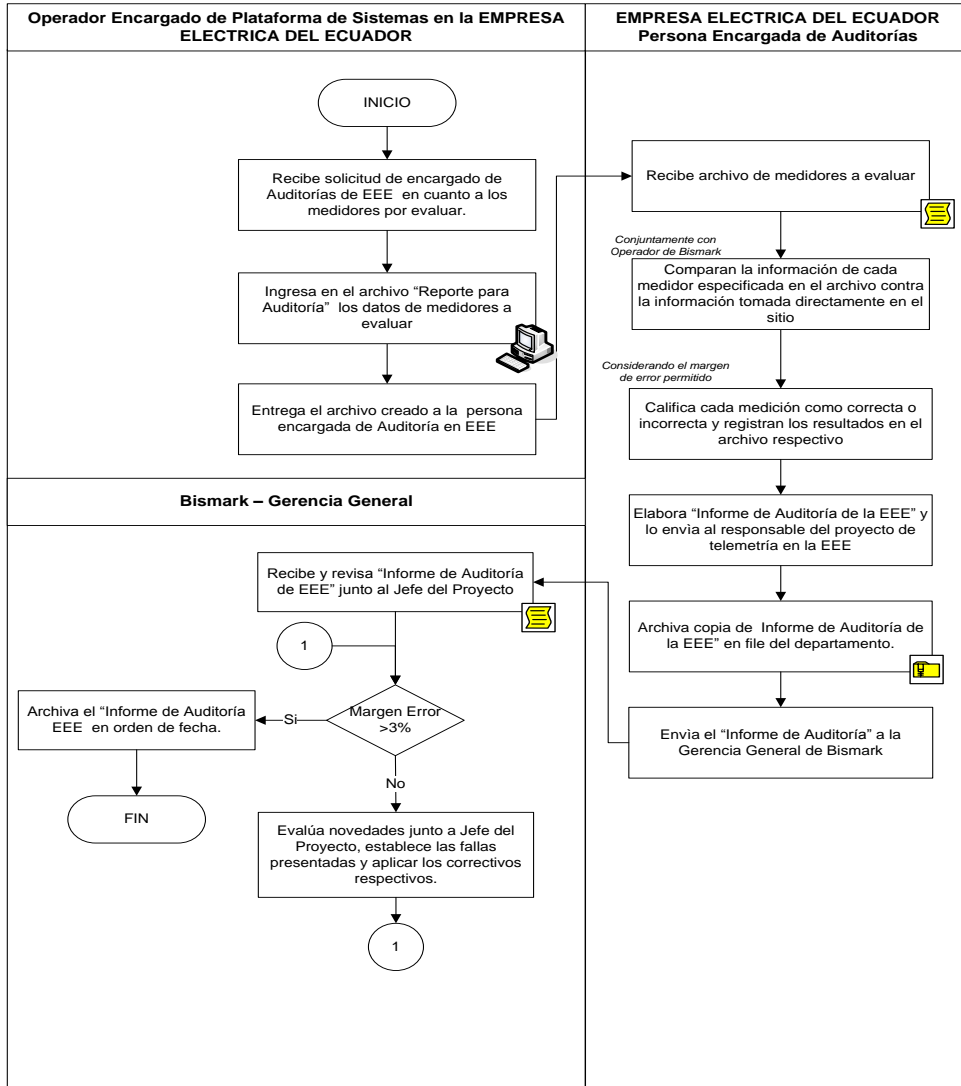 Operador Encargado de Plataforma de Sistemas en la EMPRESA
ELECTRICA DEL ECUADOR
INICIO
Recibe solicitud de encargado de
Auditorías de EEE en cuanto a los
medidores por evaluar.
Ingresa en el archivo “Reporte para
Auditoría” los datos de medidores a
evaluar
Entrega el archivo creado a la persona
encargada de Auditoría en EEE
EMPRESA ELECTRICA DEL ECUADOR
Persona Encargada de Auditorías
Recibe archivo de medidores a evaluar
Conjuntamente con
Operador de Bismark
Comparan la información de cada
medidor especificada en el archivo contra
la información tomada directamente en el
sitio
Considerando el margen
de error permitido
Califica cada medición como correcta o
incorrecta y registran los resultados en el
archivo respectivo
Elabora “Informe de Auditoría de la EEE” y
lo envìa al responsable del proyecto de
telemetría en la EEE
Archiva copia de Informe de Auditoría de
la EEE” en file del departamento.
Envìa el “Informe de Auditoría” a la
Gerencia General de Bismark
Bismark – Gerencia General
Recibe y revisa “Informe de Auditoría
de EEE” junto al Jefe del Proyecto
1
Margen Error
>3%
Si
Archiva el “Informe de Auditoría
EEE en orden de fecha.
FIN
No
Evalúa novedades junto a Jefe del
Proyecto, establece las fallas
presentadas y aplicar los correctivos
respectivos.
1